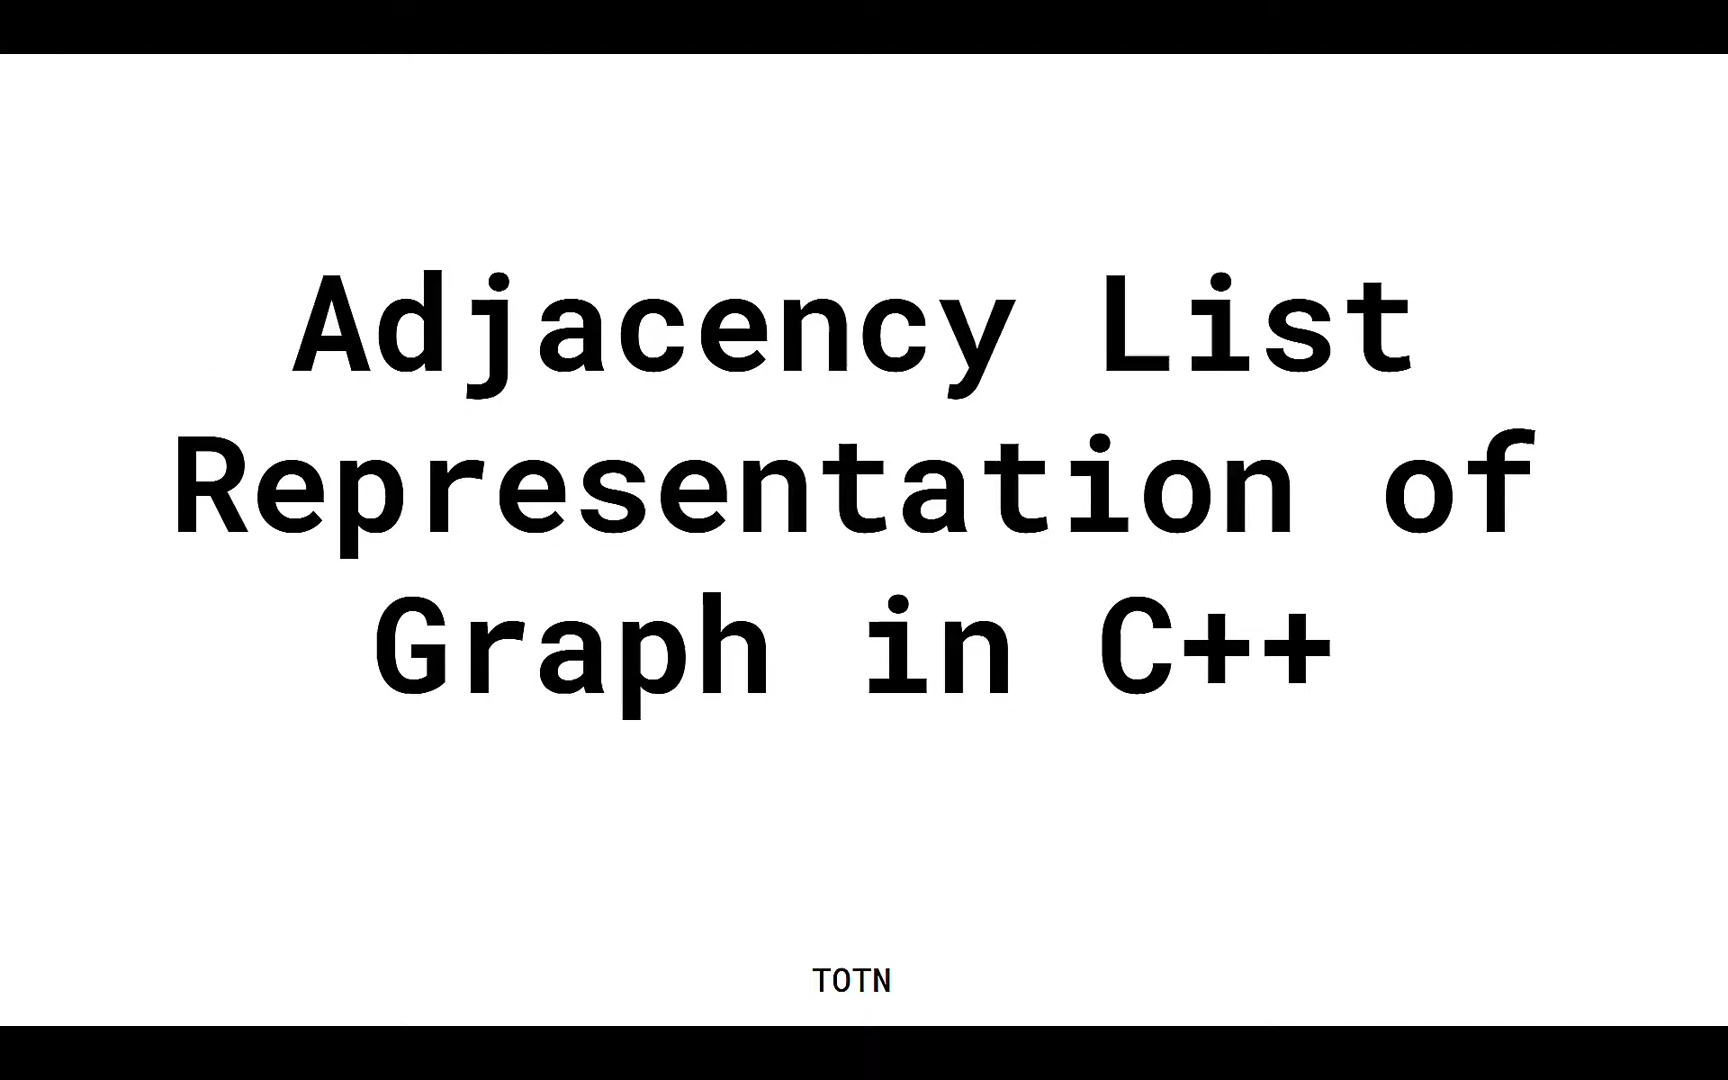 Adjacency List
Representation of
Graph in C++
TOTN